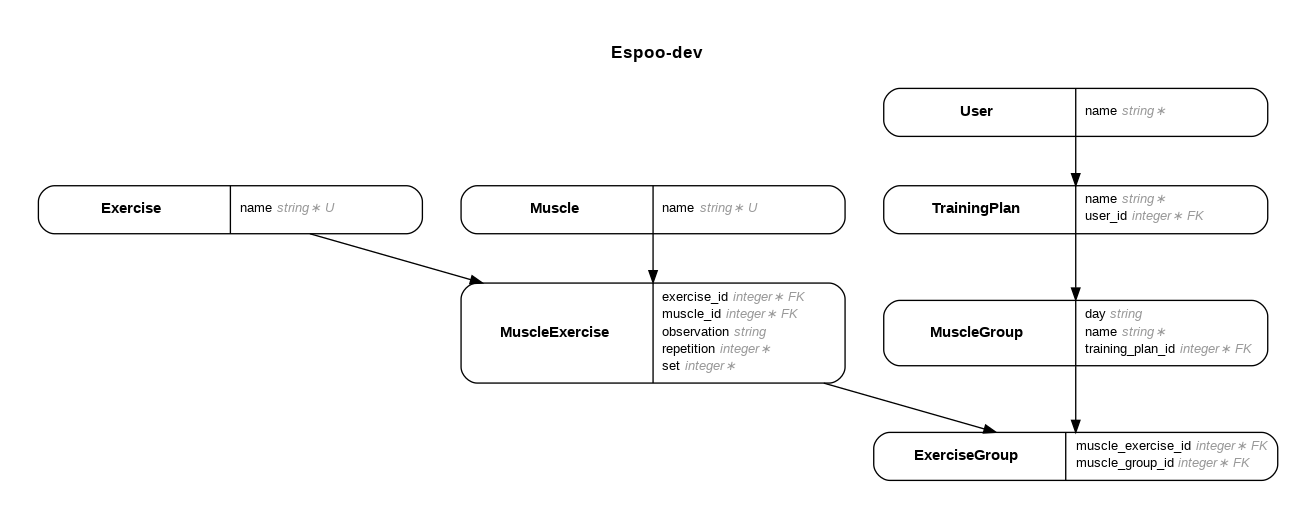 Espoo-dev
User
name string∗
Exercise
name string∗ U
Muscle
name string∗ U
TrainingPlan
name string∗
user_id integer∗ FK
MuscleExercise
exercise_id integer∗ FK
muscle_id integer∗ FK
observation string
repetition integer∗
set integer∗
MuscleGroup
day string
name string∗
training_plan_id integer∗ FK
ExerciseGroup
muscle_exercise_id integer∗ FK
muscle_group_id integer∗ FK